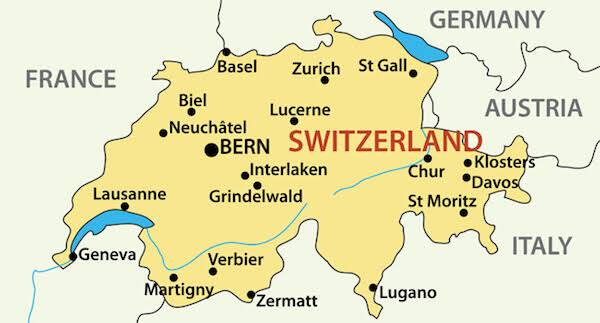 GERMANY
FRANCE
Basel
Zurich
St Gall
Biel
Lucerne
AUSTRIA
Neuchâtel
SWITZERLAND
BERN
Interlaken
Chur
Klosters
Davos
Grindelwald
Lausanne
St Moritz
ITALY
Geneva
Verbier
Martigny
Zermatt
Lugano